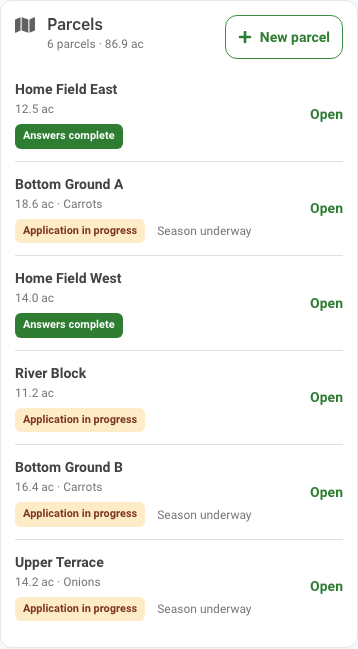 Parcels
6 parcels · 86.9 ac
New parcel
Home Field East
12.5 ac
Answers complete
Open
Bottom Ground A
18.6 ac · Carrots
Application in progress Season underway
Open
Home Field West
14.0 ac
Answers complete
Open
River Block
11.2 ac
Application in progress
Open
Bottom Ground B
16.4 ac · Carrots
Application in progress Season underway
Open
Upper Terrace
14.2 ac · Onions
Application in progress Season underway
Open